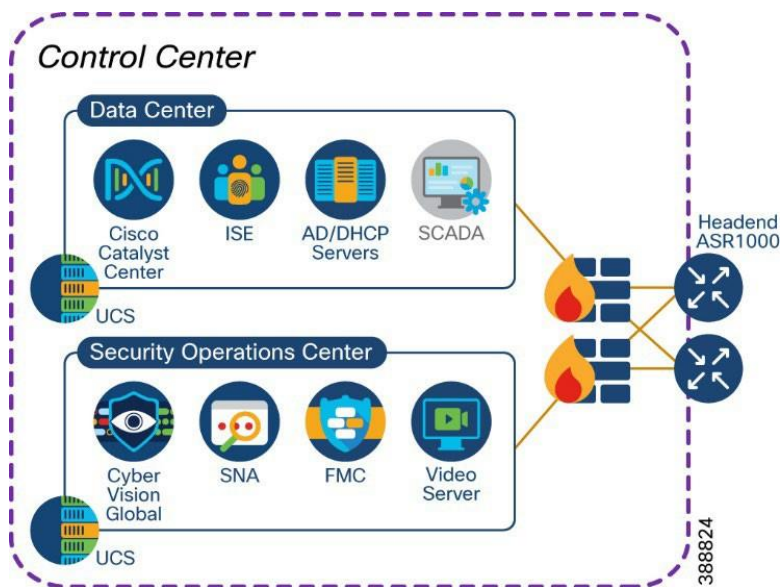 Control Center
Data Center
Cisco
Catalyst
Center
ISE
AD/DHCP
Servers
SCADA
UCS
Headend
ASR1000
Security Operations Center
Cyber
Vision
Global
SNA
FMC
Video
Server
UCS
388824